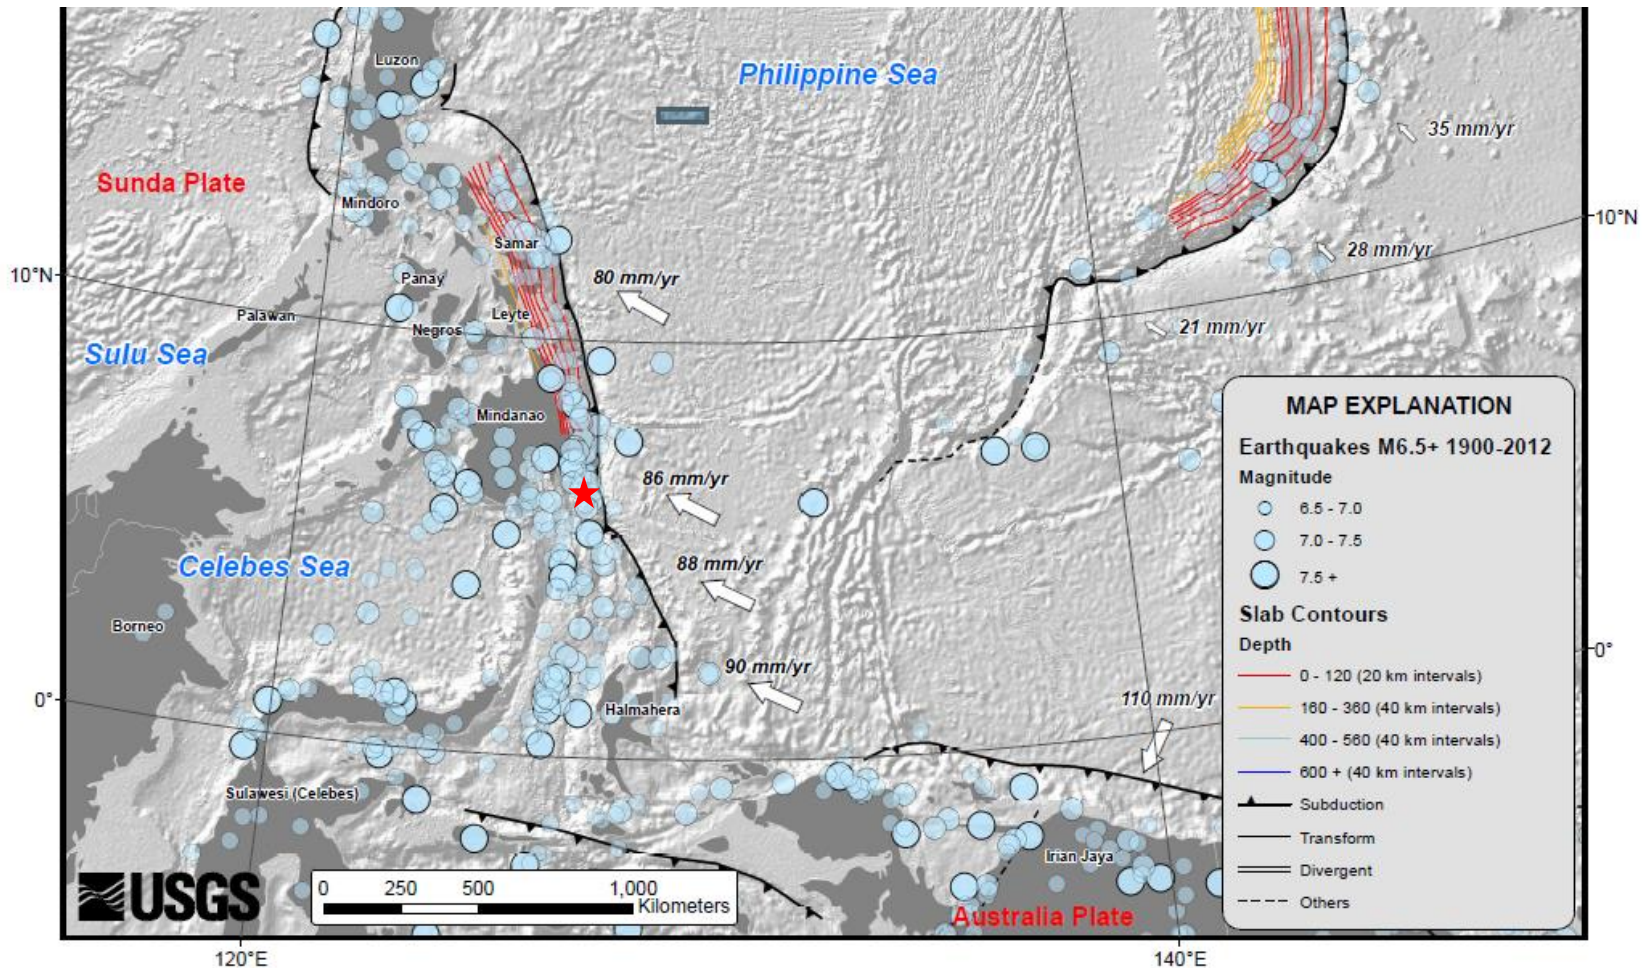 Luzon
Philippine Sea
35 mm/yr
Sunda Plate
Mindoro
10°N
Samar
28 mm/yr
10°N
Panay
80 mm/yr
Palawan
Leyte
Negros
21 mm/yr
Sulu Sea
Mindanao
86 mm/yr
Celebes Sea
88 mm/yr
Borneo
0°
90 mm/yr
0°
Halmahera
110 mm/yr
Sulawesi (Celebes)
Irian Jaya
Australia Plate
USGS
0 250 500 1,000
Kilometers
120°E
140°E
MAP EXPLANATION
Earthquakes M6.5+ 1900-2012
Magnitude
6.5 - 7.0
7.0 - 7.5
7.5 +
Slab Contours
Depth
0 - 120 (20 km intervals)
160 - 360 (40 km intervals)
400 - 560 (40 km intervals)
600 + (40 km intervals)
Subduction
Transform
Divergent
Others